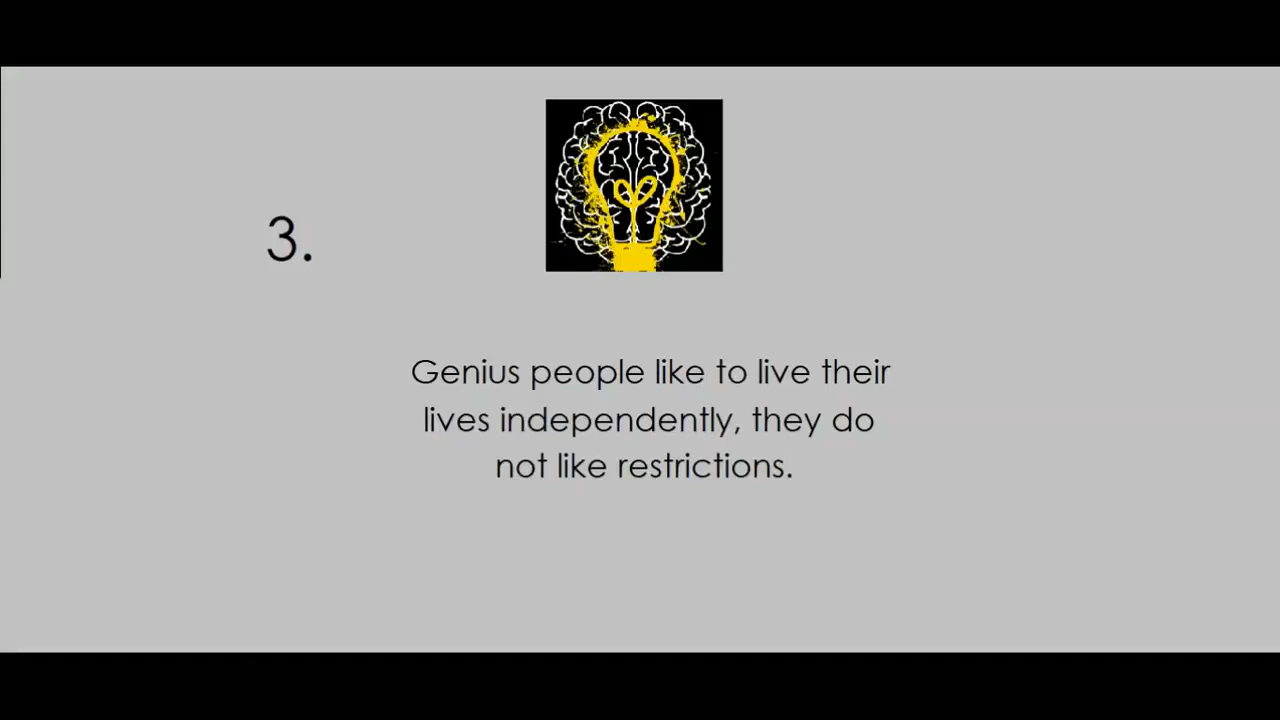 3.
Genius people like to live their
lives independently, they do
not like restrictions.